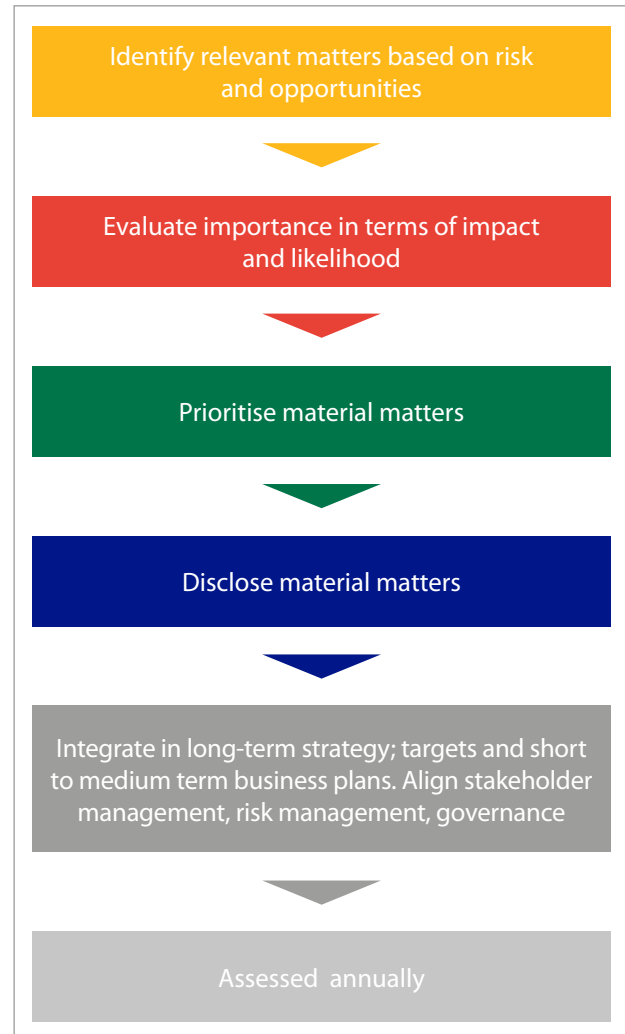 Identify relevant matters based on risk
and opportunities
Evaluate importance in terms of impact
and likelihood
Prioritise material matters
Disclose material matters
Integrate in long-term strategy; targets and short
to medium term business plans. Align stakeholder
management, risk management, governance
Assessed annually